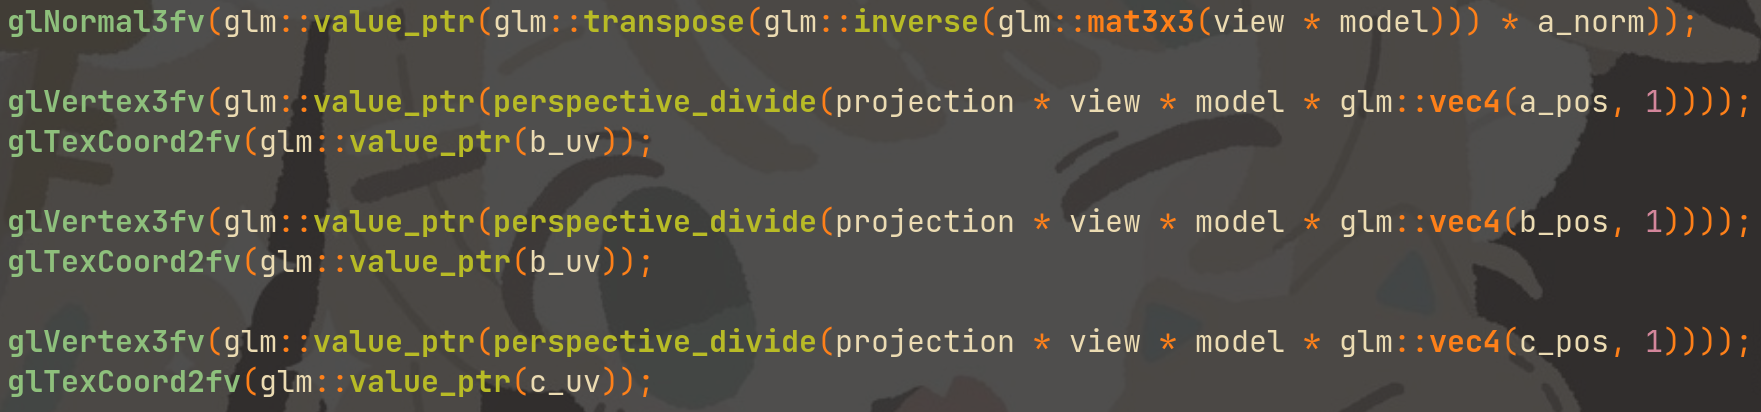 glNormal3fv(glm::value_ptr(glm::transpose(glm::inverse(glm::mat3x3(view * model))) * a_norm));
glVertex3fv(glm::value_ptr(perspective_divide(projection * view * model * glm::vec4(a_pos, 1))));
glTexCoord2fv(glm::value_ptr(b_uv));
glVertex3fv(glm::value_ptr(perspective_divide(projection * view * model * glm::vec4(b_pos, 1))));
glTexCoord2fv(glm::value_ptr(b_uv));
glVertex3fv(glm::value_ptr(perspective_divide(projection * view * model * glm::vec4(c_pos, 1))));
glTexCoord2fv(glm::value_ptr(c_uv));